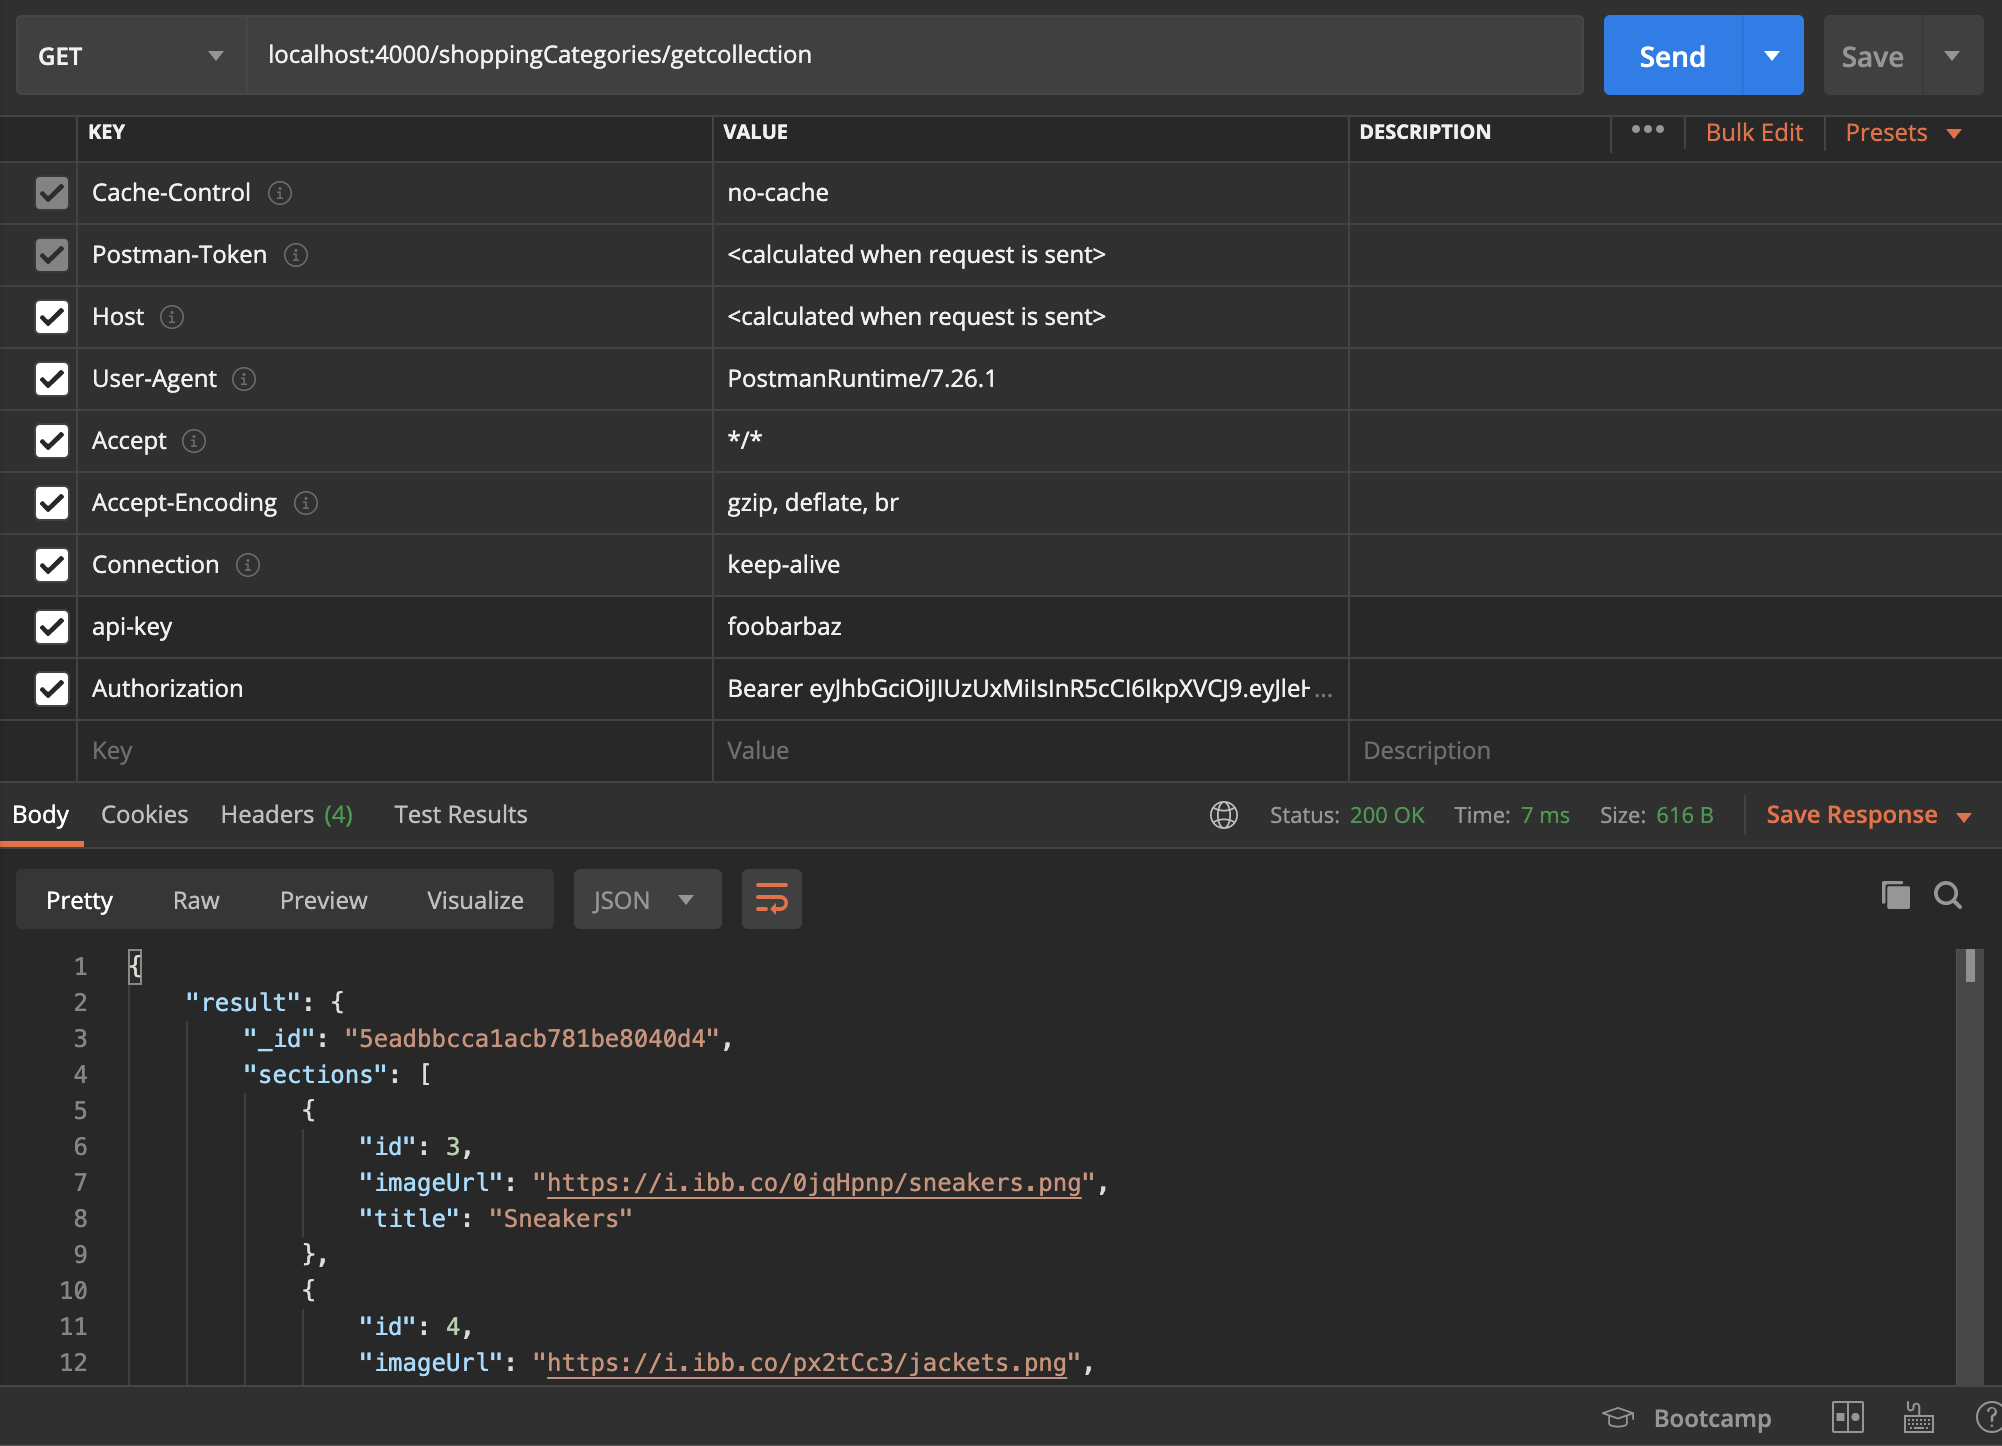 GET localhost:4000/shoppingCategories/getcollection Send Save
KEY VALUE DESCRIPTION ••• Bulk Edit Presets
Cache-Control no-cache
Postman-Token <calculated when request is sent>
Host <calculated when request is sent>
User-Agent PostmanRuntime/7.26.1
Accept */*
Accept-Encoding gzip, deflate, br
Connection keep-alive
api-key foobarbaz
Authorization Bearer eyJhbGciOiJIUzUxMiIsInR5cCI6IkpXVCJ9.eyJleH...
Key Value Description
Body Cookies Headers (4) Test Results Status: 200 OK Time: 7 ms Size: 616 B Save Response
Pretty Raw Preview Visualize JSON
1 {
2 "result": {
3 "_id": "5eadbbcca1acb781be8040d4",
4 "sections": [
5 {
6 "id": 3,
7 "imageUrl": "https://i.ibb.co/0jqHpnp/sneakers.png",
8 "title": "Sneakers"
9 },
10 {
11 "id": 4,
12 "imageUrl": "https://i.ibb.co/px2tCc3/jackets.png",
Bootcamp